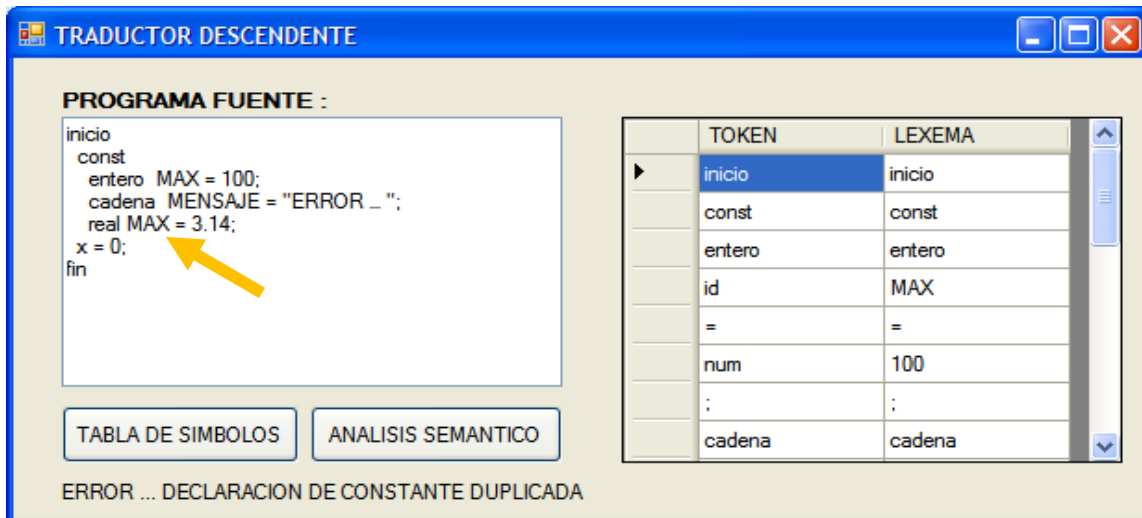 TRADUCTOR DESCENDENTE
PROGRAMA FUENTE :
inicio
const
entero MAX = 100;
cadena MENSAJE = "ERROR ... ";
real MAX = 3.14;
x = 0;
fin
TOKEN LEXEMA
inicio inicio
const const
entero entero
id MAX
= =
num 100
; ;
cadena cadena
TABLA DE SIMBOLOS ANALISIS SEMANTICO
ERROR ... DECLARACION DE CONSTANTE DUPLICADA